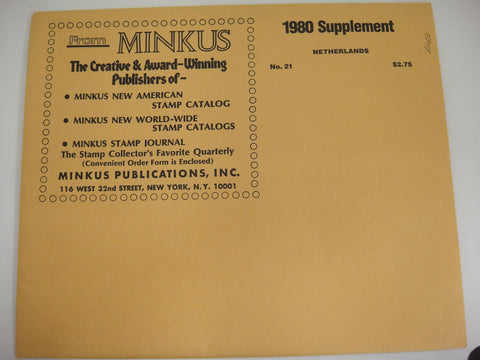 From MINKUS
The Creative & Award-Winning
Publishers of-
• MINKUS NEW AMERICAN
STAMP CATALOG
• MINKUS NEW WORLD-WIDE
STAMP CATALOGS
• MINKUS STAMP JOURNAL
The Stamp Collector's Favorite Quarterly
(Convenient Order Form is Enclosed)
MINKUS PUBLICATIONS, INC.
116 WEST 32nd STREET, NEW YORK, N.Y. 10001
1980 Supplement
NETHERLANDS
No. 21 $2.75